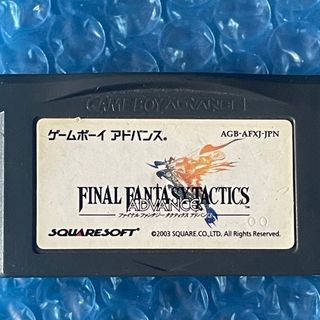 GAME BOY ADVANCE
ゲームボーイ アドバンス®
AGB-AFXJ-JPN
FINAL FANTASY TACTICS
ADVANCE™
ファイナルファンタジー タクティクス アドバンス
00
SQUARESOFT®
©2003 SQUARE.CO.,LTD. All Rights Reserved.